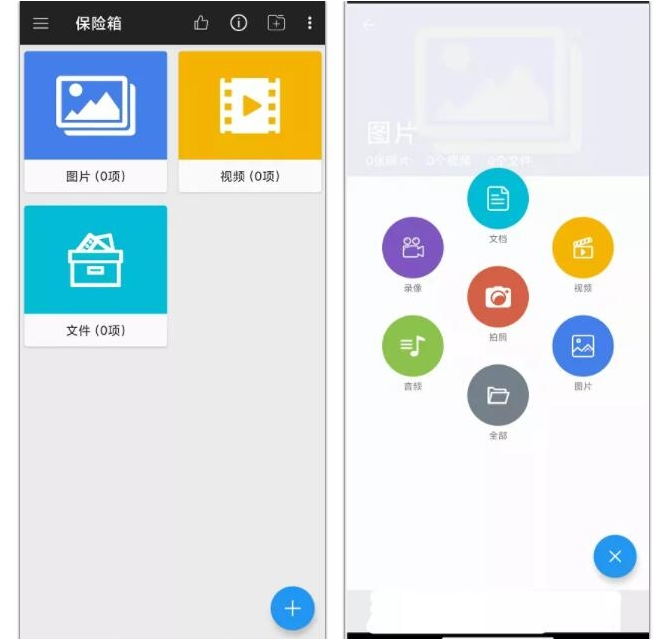 保险箱
图片 (0项)
视频 (0项)
文件 (0项)
图片
0张照片 0个视频 0个文件
文档
录像
视频
拍照
音频
图片
全部